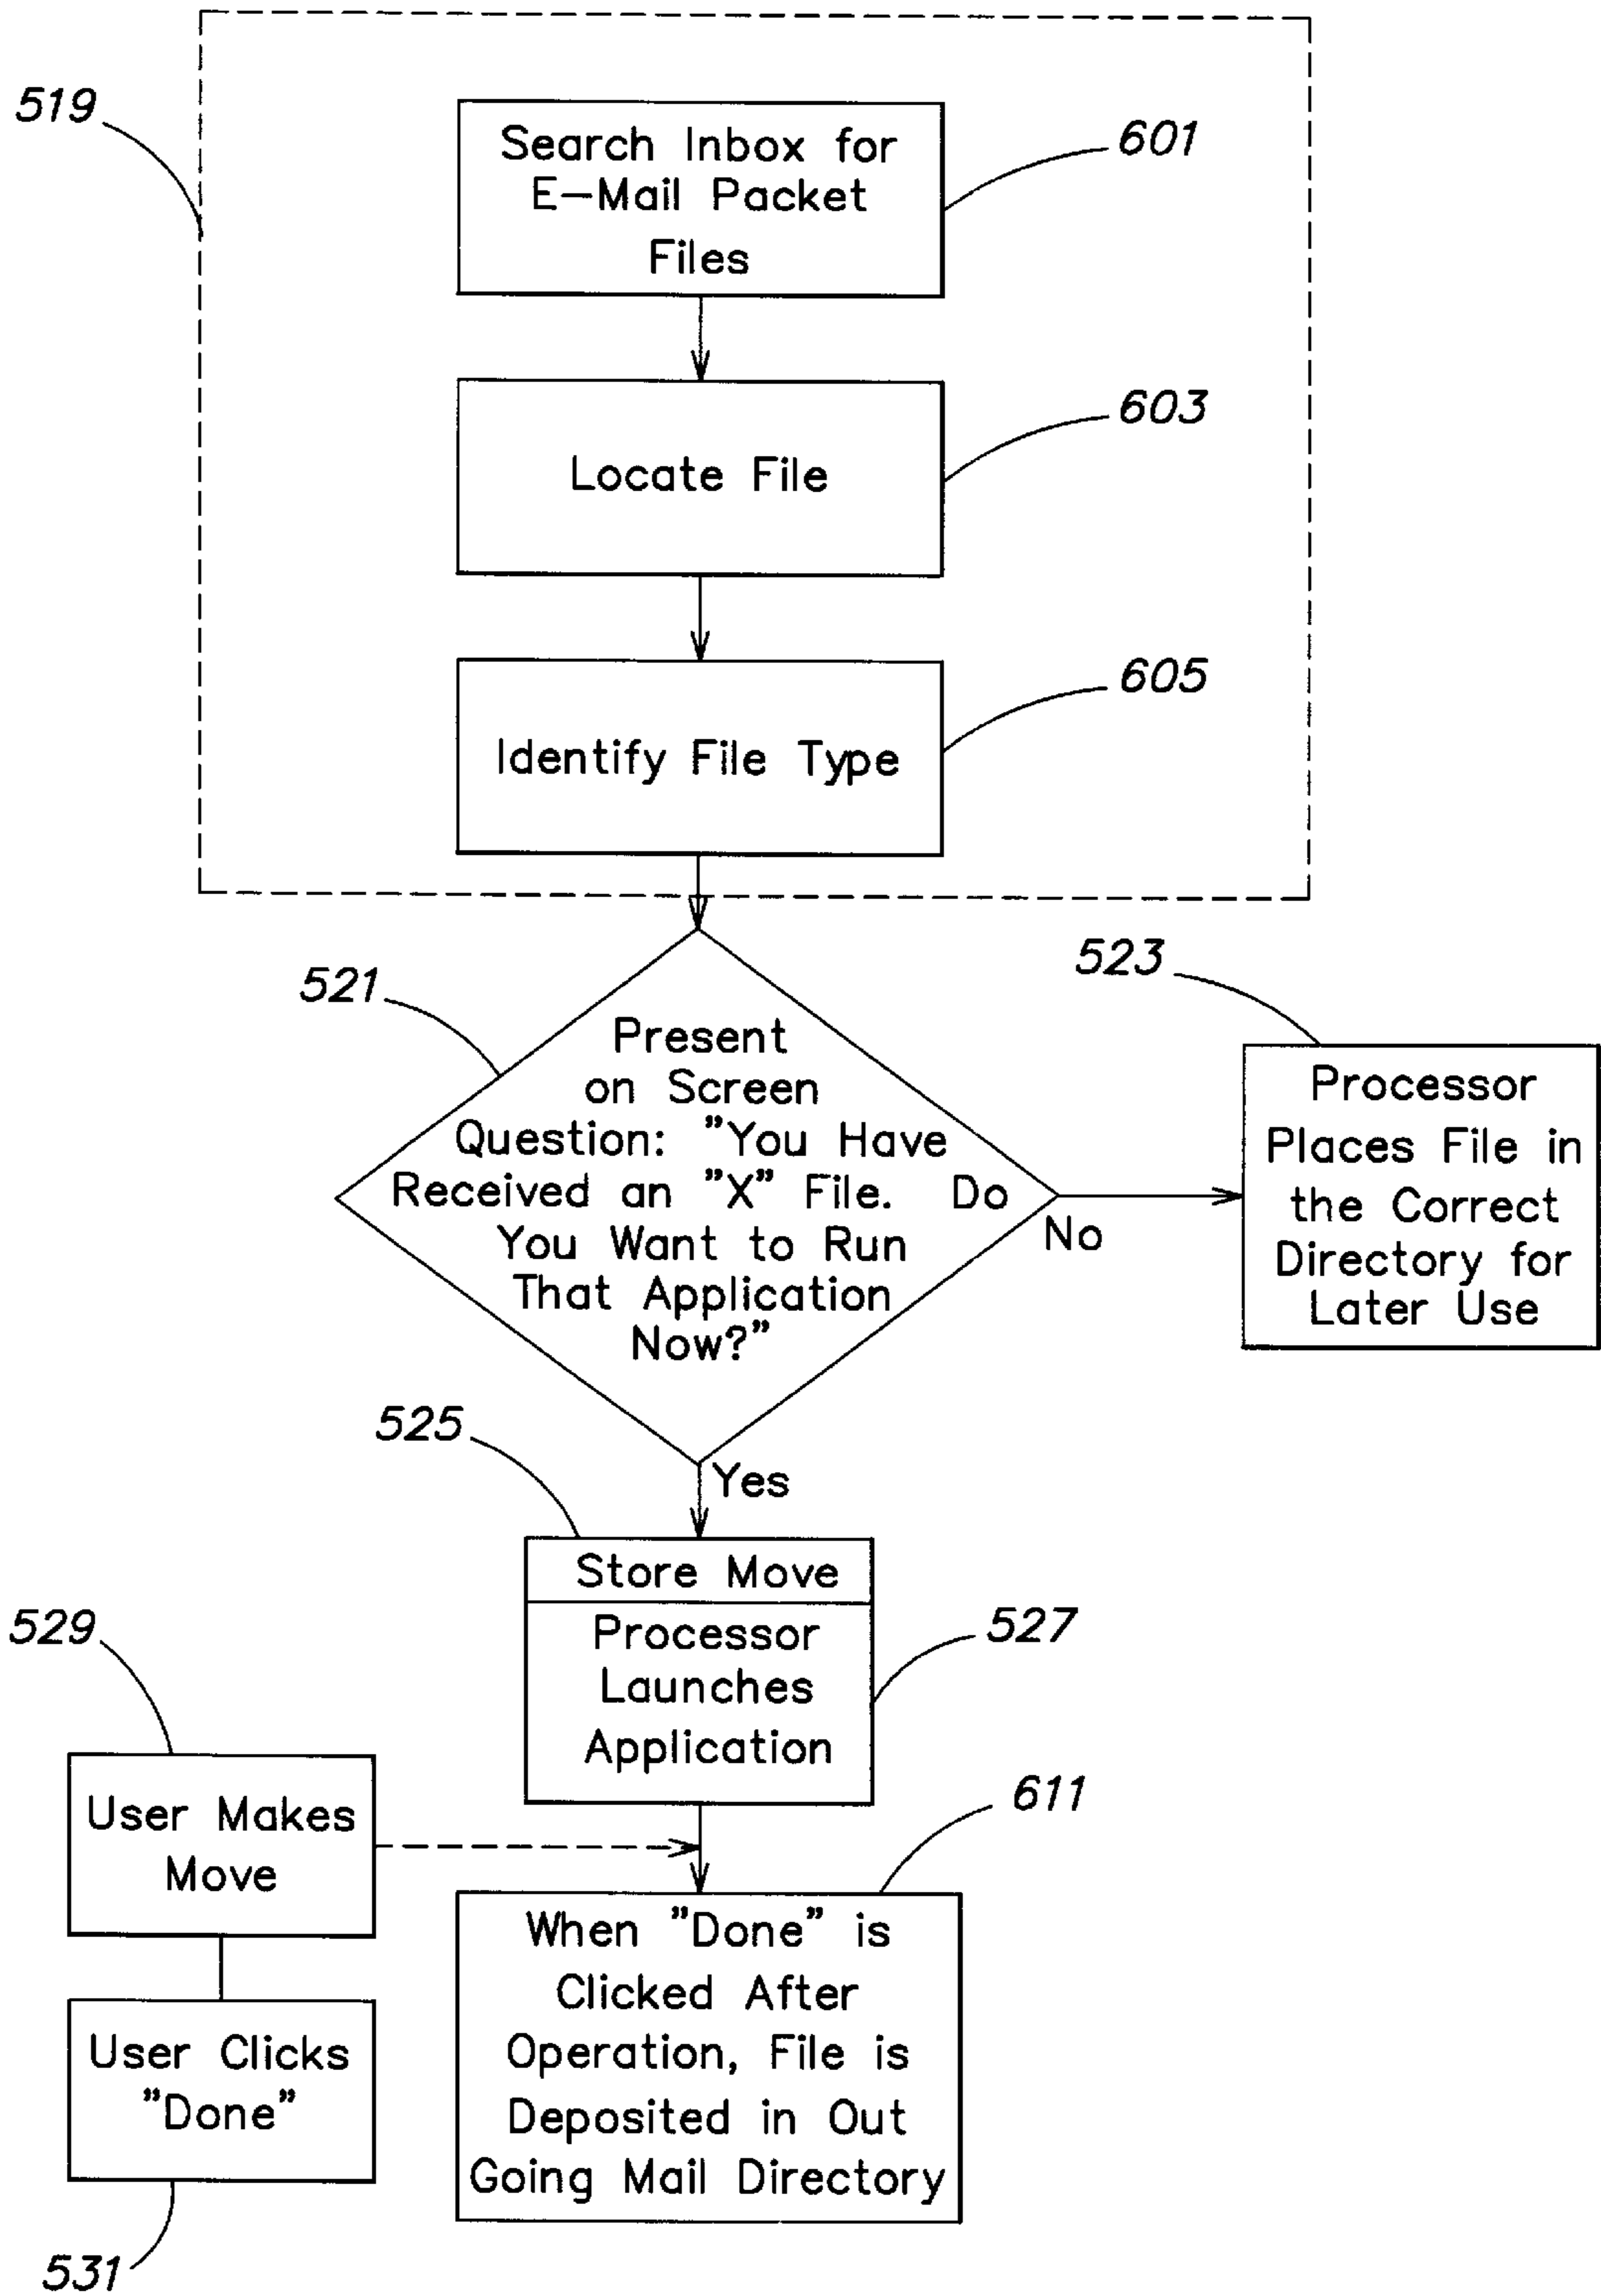 519
Search Inbox for
E-Mail Packet
Files
601
Locate File
603
Identify File Type
605
521
Present
on Screen
Question: "You Have
Received an "X" File. Do
You Want to Run
That Application
Now?"
No
523
Processor
Places File in
the Correct
Directory for
Later Use
Yes
525
Store Move
Processor
Launches
Application
527
529
User Makes
Move
User Clicks
"Done"
531
611
When "Done" is
Clicked After
Operation, File is
Deposited in Out
Going Mail Directory